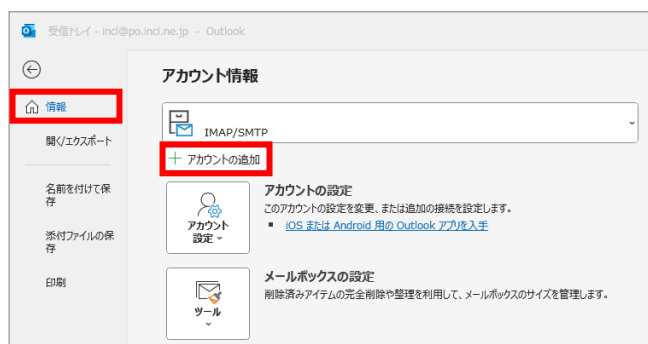 受信トレイ - incl@po.incl.ne.jp - Outlook
アカウント情報
情報
IMAP/SMTP
開く/エクスポート
＋ アカウントの追加
名前を付けて保
存
アカウントの設定
このアカウントの設定を変更、または追加の接続を設定します。
アカウント
設定
■ iOS または Android 用の Outlook アプリを入手
添付ファイルの保
存
印刷
メールボックスの設定
削除済みアイテムの完全削除や整理を利用して、メールボックスのサイズを管理します。
ツール